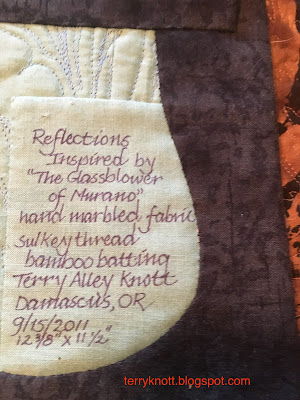 Reflections
Inspired by
"The Glassblower
of Murano,"
hand marbled fabric
Sulkey thread
bamboo batting
Terry Alley Knott
Damascus, OR
9/15/2011
12 3/8" x 11 1/2"
terryknott.blogspot.com